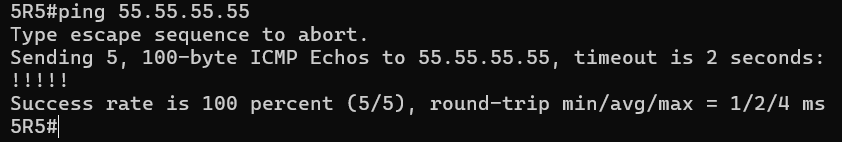 5R5#ping 55.55.55.55
Type escape sequence to abort.
Sending 5, 100-byte ICMP Echos to 55.55.55.55, timeout is 2 seconds:
!!!!!
Success rate is 100 percent (5/5), round-trip min/avg/max = 1/2/4 ms
5R5#